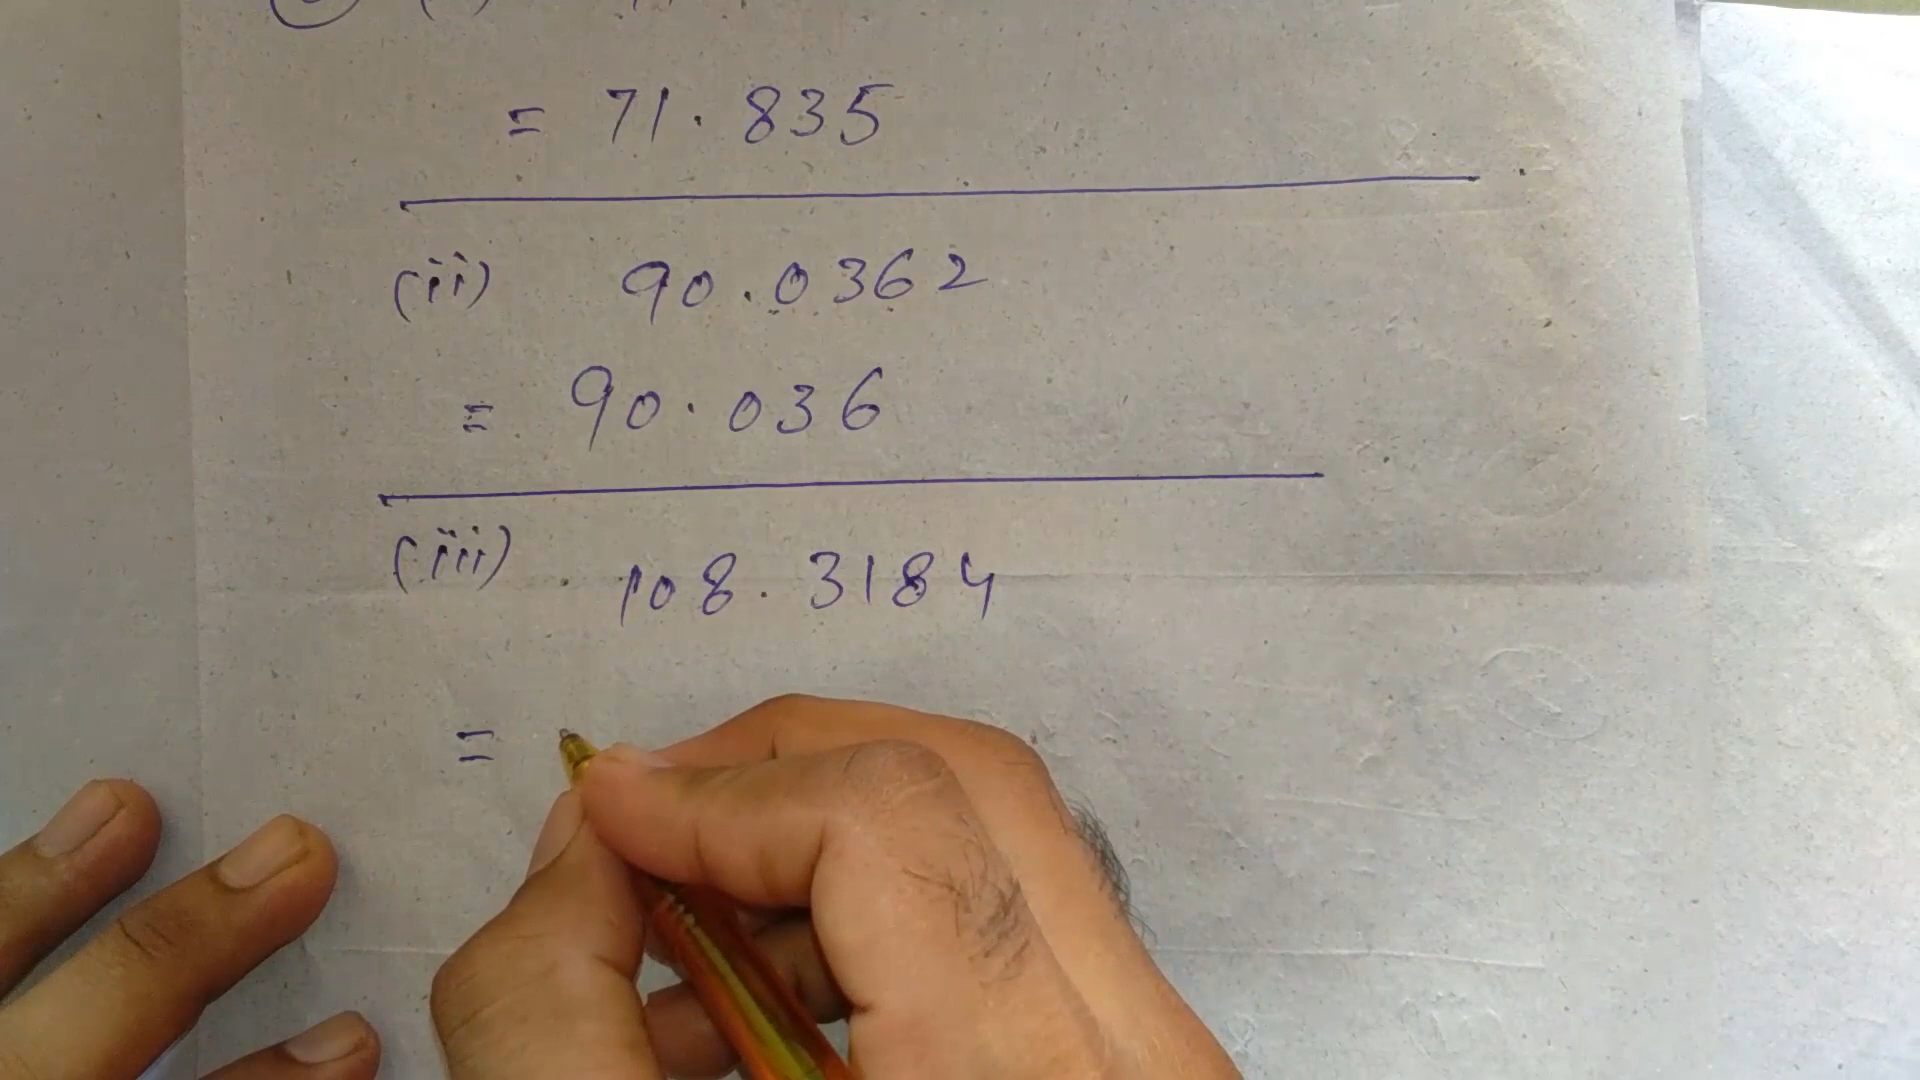 = 71.835
(ii) 90.0362
= 90.036
(iii) 108.3184
=